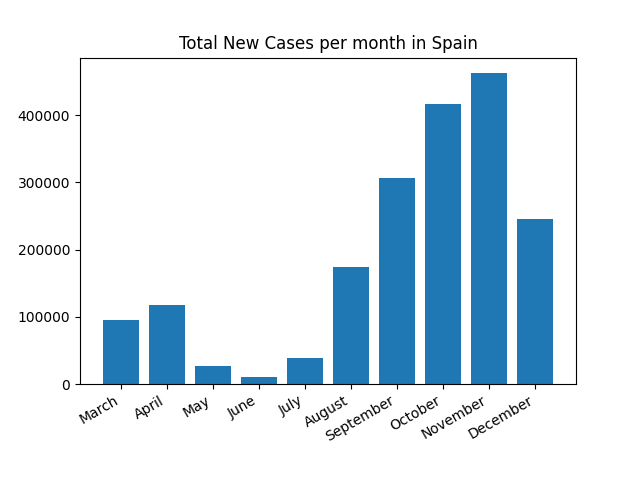 Total New Cases per month in Spain
400000
300000
200000
100000
0
March
April
May
June
July
August
September
October
November
December